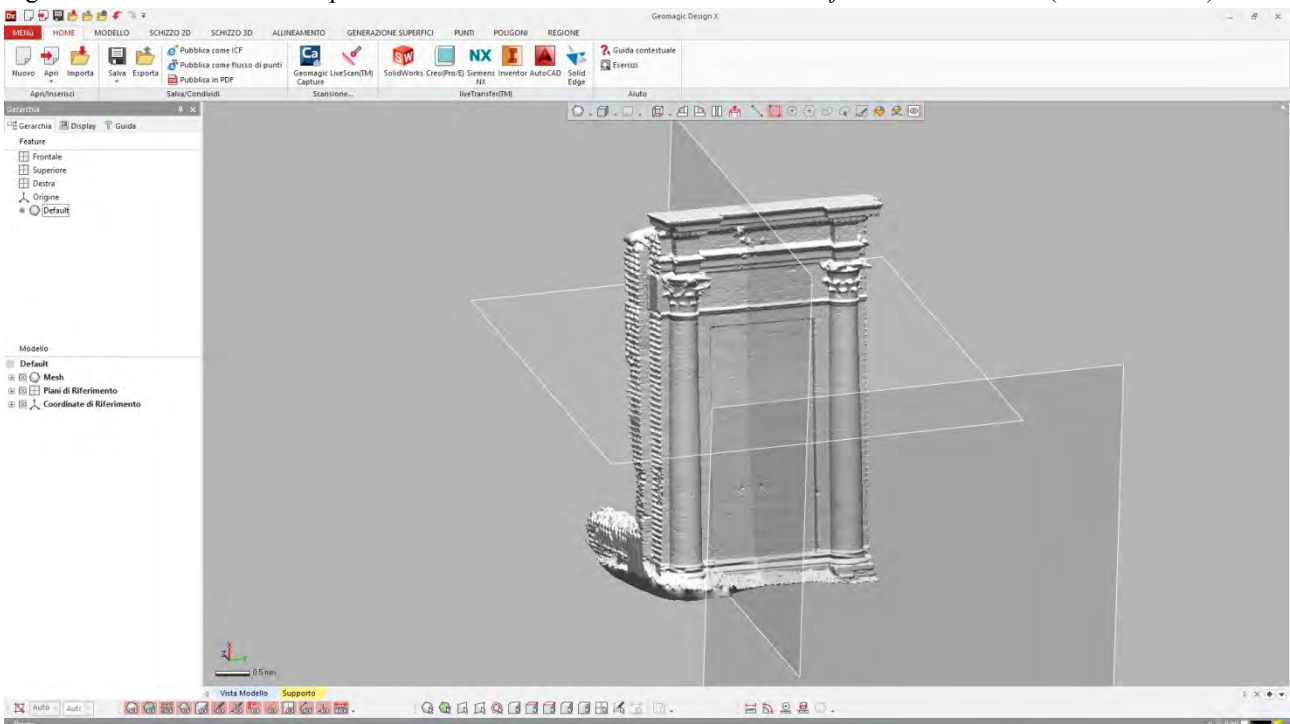 Geomagic Design X
MENÙ HOME MODELLO SCHIZZO 2D SCHIZZO 3D ALLINEAMENTO GENERAZIONE SUPERFICI PUNTI POLIGONI REGIONE
Nuovo Apri Importa Salva Esporta
Pubblica come ICF
Pubblica come flusso di punti
Pubblica in PDF
Geomagic LiveScan(TM) Capture
SolidWorks Creo(Pro/E) Siemens NX Inventor AutoCAD Solid Edge
Guida contestuale
Esercizi
Apri/Inserisci Salva/Condividi Scansione... liveTransfer(TM) Aiuto
Gerarchia
Gerarchia Display Guida
Feature
Frontale
Superiore
Destra
Origine
Default
Modello
Default
Mesh
Piani di Riferimento
Coordinate di Riferimento
0.5 mm
Vista Modello Supporto
Auto Auto